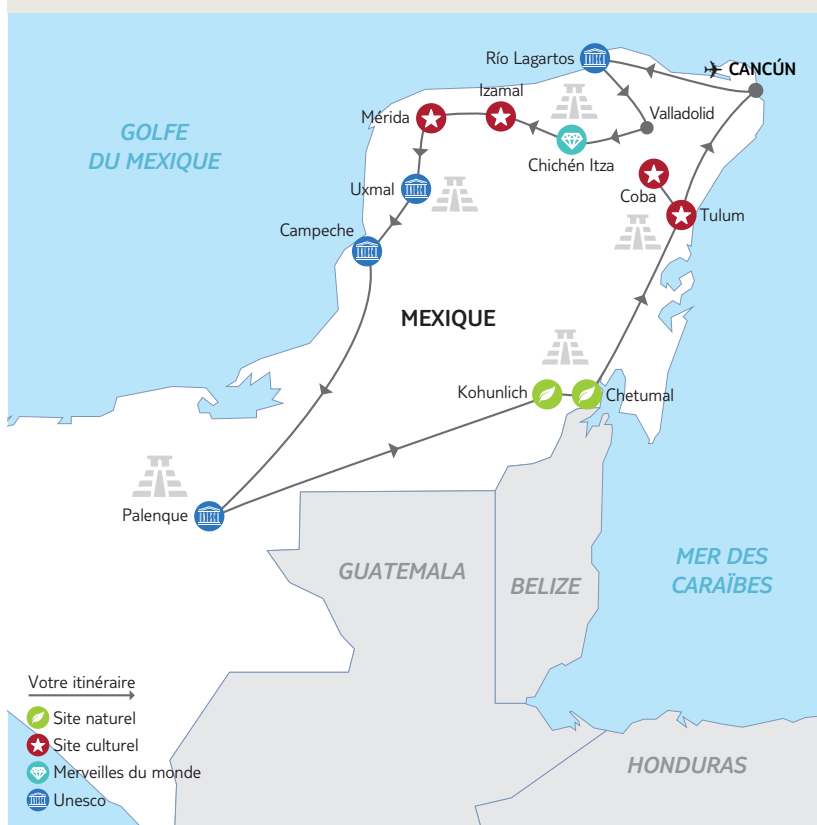 Río Lagartos
CANCÚN
Izamal
Mérida
Valladolid
GOLFE
DU MEXIQUE
Chichén Itza
Uxmal
Coba
Tulum
Campeche
MEXIQUE
Kohunlich
Chetumal
Palenque
GUATEMALA
BELIZE
MER DES
CARAÏBES
Votre itinéraire
Site naturel
Site culturel
Merveilles du monde
Unesco
HONDURAS